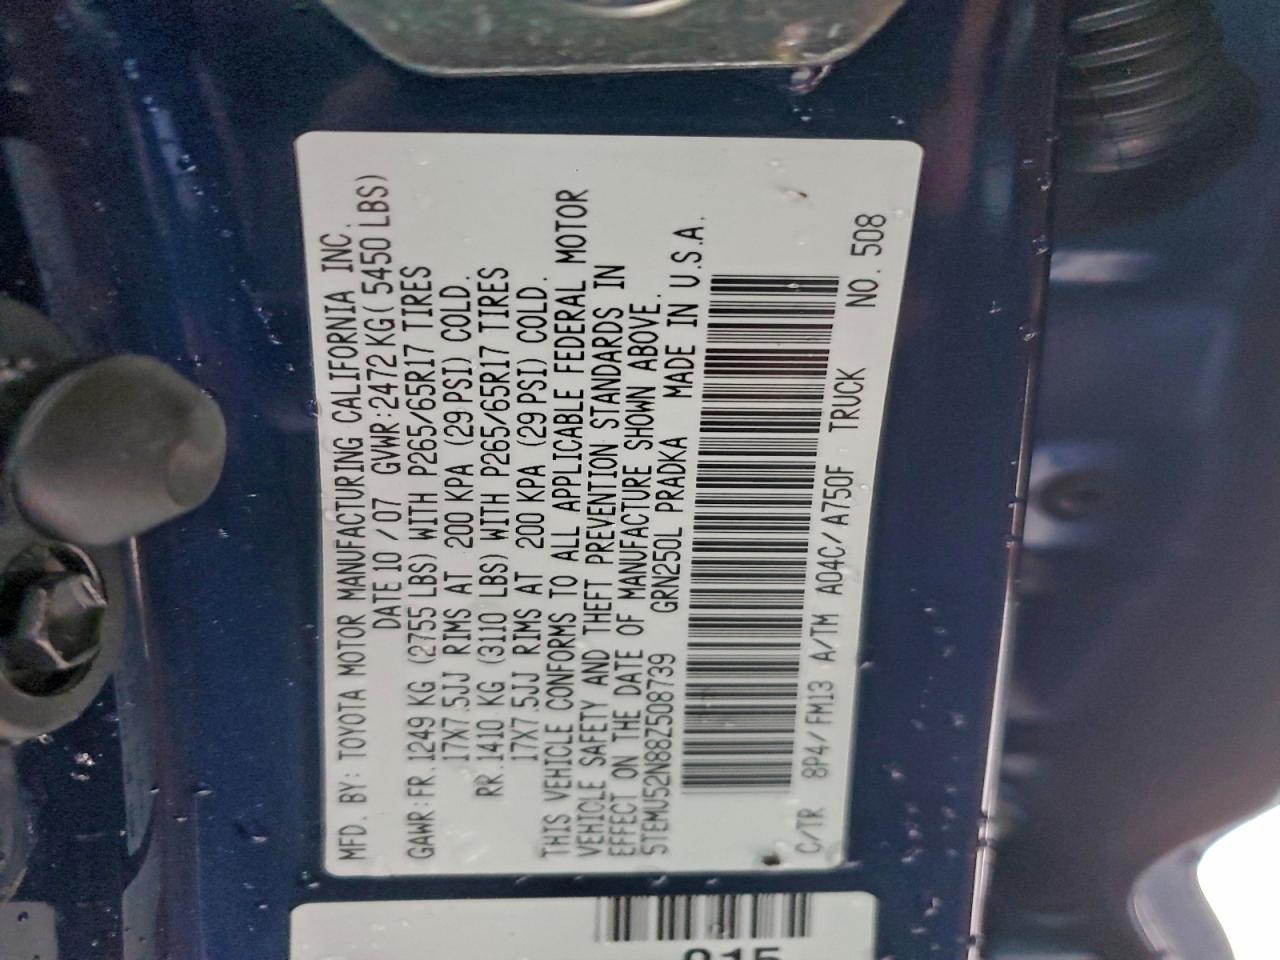 MFD. BY: TOYOTA MOTOR MANUFACTURING CALIFORNIA INC.
DATE 10 /07 GVWR:2472 KG( 5450 LBS)
GAWR:FR.1249 KG (2755 LBS) WITH P265/65R17 TIRES
17X7.5JJ RIMS AT 200 KPA (29 PSI) COLD.
RR.1410 KG (3110 LBS) WITH P265/65R17 TIRES
17X7.5JJ RIMS AT 200 KPA (29 PSI) COLD.
THIS VEHICLE CONFORMS TO ALL APPLICABLE FEDERAL MOTOR
VEHICLE SAFETY AND THEFT PREVENTION STANDARDS IN
EFFECT ON THE DATE OF MANUFACTURE SHOWN ABOVE.
5TEMU52N88Z508739 GRN250L PRADKA MADE IN U.S.A.
C/TR 8P4/FM13 A/TM A04C/A750F TRUCK NO. 508